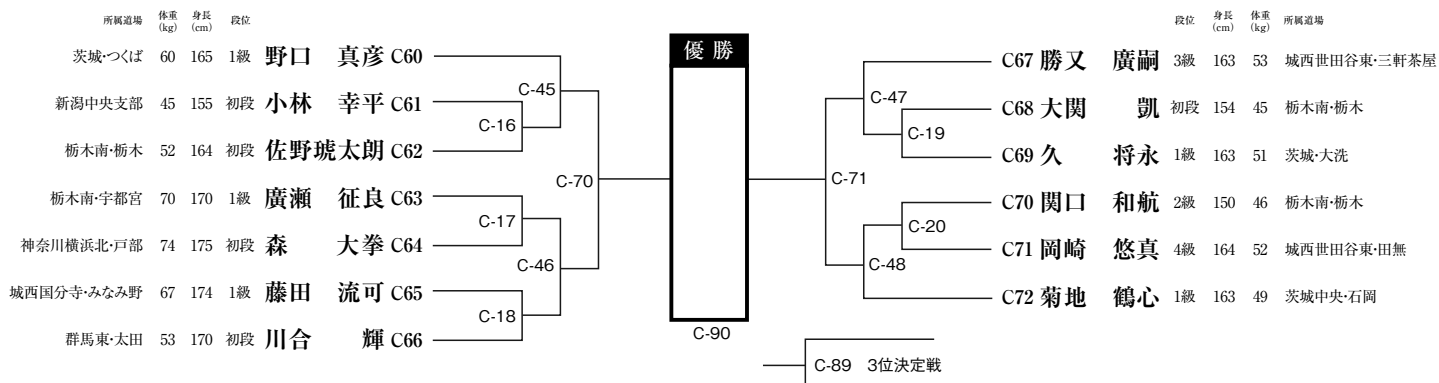 所属道場 体重(kg) 身長(cm) 段位
茨城・つくば 60 165 1級 野口 真彦 C60
新潟中央支部 45 155 初段 小林 幸平 C61
栃木南・栃木 52 164 初段 佐野琥太朗 C62
栃木南・宇都宮 70 170 1級 廣瀬 征良 C63
神奈川横浜北・戸部 74 175 初段 森 大拳 C64
城西国分寺・みなみ野 67 174 1級 藤田 流可 C65
群馬東・太田 53 170 初段 川合 輝 C66
C-45
C-16
C-70
C-17
C-46
C-18
優勝
C-90
段位 身長(cm) 体重(kg) 所属道場
C67 勝又 廣嗣 3級 163 53 城西世田谷東・三軒茶屋
C68 大関 凱 初段 154 45 栃木南・栃木
C69 久 将永 1級 163 51 茨城・大洗
C70 関口 和航 2級 150 46 栃木南・栃木
C71 岡崎 悠真 4級 164 52 城西世田谷東・田無
C72 菊地 鶴心 1級 163 49 茨城中央・石岡
C-47
C-19
C-71
C-20
C-48
C-89 3位決定戦